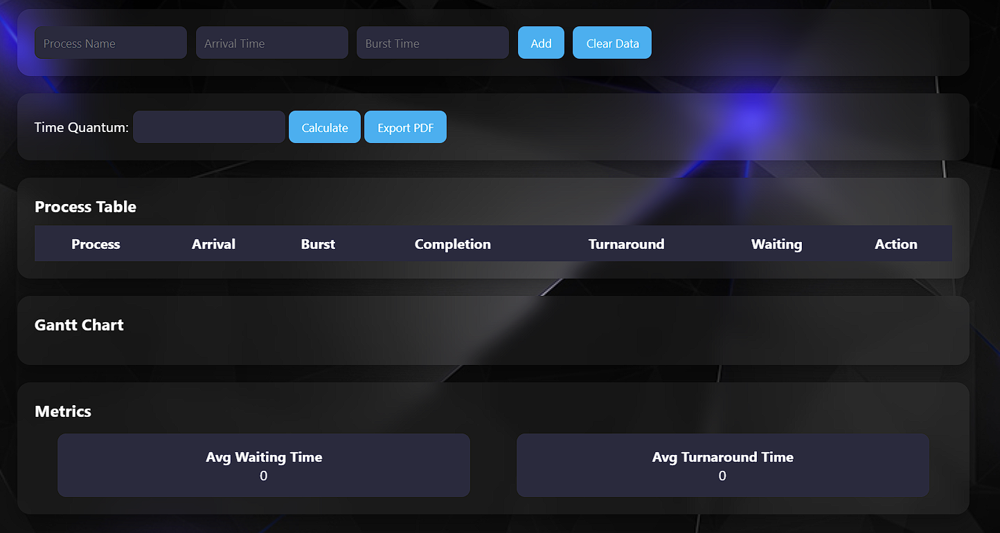 Process Name Arrival Time Burst Time Add Clear Data
Time Quantum: Calculate Export PDF
Process Table
Process Arrival Burst Completion Turnaround Waiting Action
Gantt Chart
Metrics
Avg Waiting Time Avg Turnaround Time
0 0